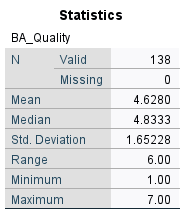 Statistics
BA_Quality
N Valid 138
Missing 0
Mean 4.6280
Median 4.8333
Std. Deviation 1.65228
Range 6.00
Minimum 1.00
Maximum 7.00